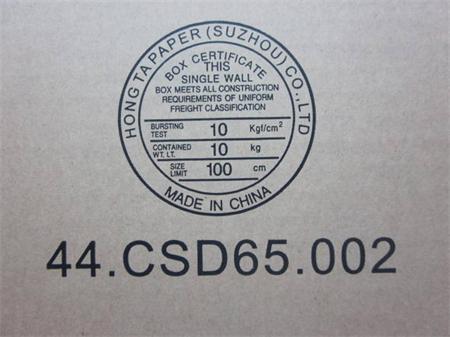 HONG TA PAPER (SUZHOU) CO.,LTD
BOX CERTIFICATE
THIS
SINGLE WALL
BOX MEETS ALL CONSTRUCTION
REQUIREMENTS OF UNIFORM
FREIGHT CLASSIFICATION
BURSTING TEST 10 Kgf/cm²
CONTAINED WT. LT. 10 kg
SIZE LIMIT 100 cm
MADE IN CHINA
44.CSD65.002